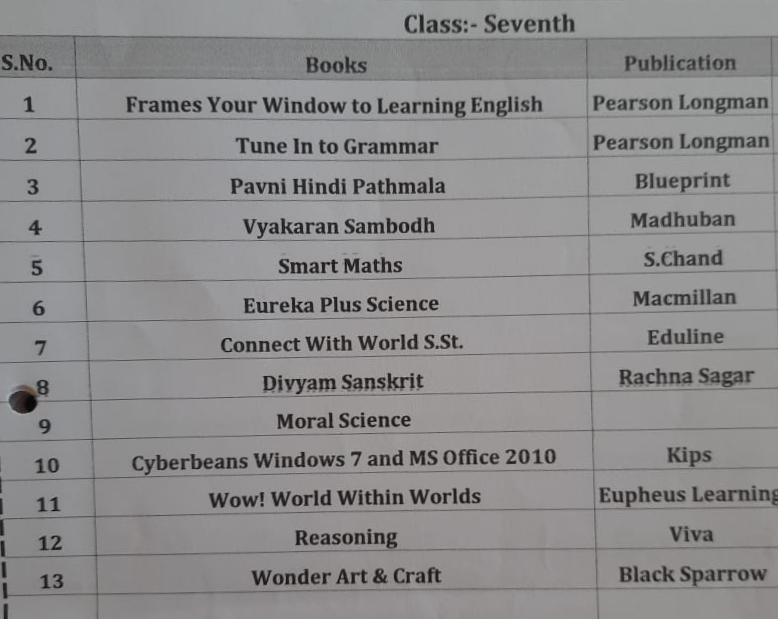 Class:- Seventh
S.No. Books Publication
1 Frames Your Window to Learning English Pearson Longman
2 Tune In to Grammar Pearson Longman
3 Pavni Hindi Pathmala Blueprint
4 Vyakaran Sambodh Madhuban
5 Smart Maths S.Chand
6 Eureka Plus Science Macmillan
7 Connect With World S.St. Eduline
8 Divyam Sanskrit Rachna Sagar
9 Moral Science
10 Cyberbeans Windows 7 and MS Office 2010 Kips
11 Wow! World Within Worlds Eupheus Learning
12 Reasoning Viva
13 Wonder Art & Craft Black Sparrow